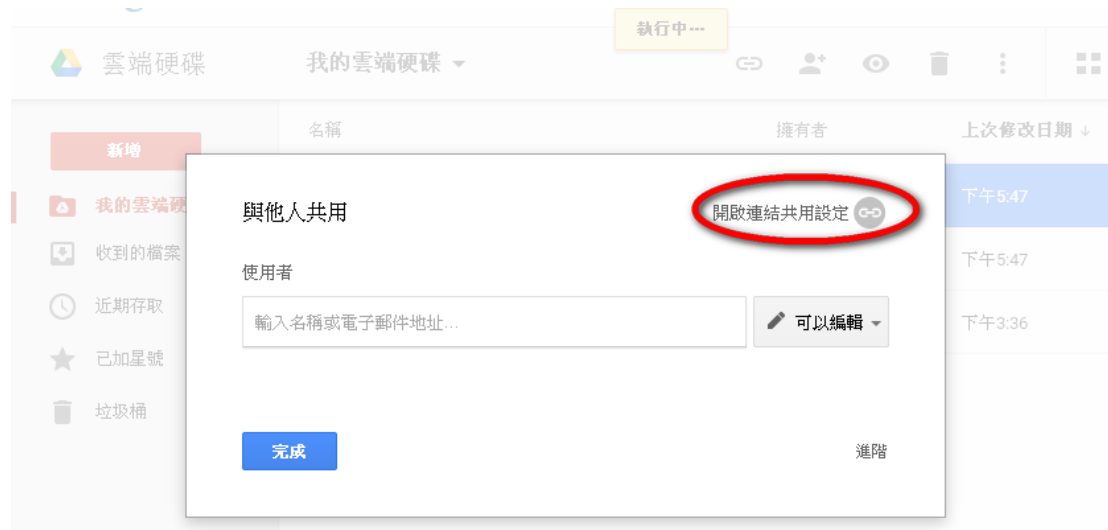 執行中…
雲端硬碟
我的雲端硬碟
名稱
擁有者
上次修改日期
新增
我的雲端硬
收到的檔案
近期存取
已加星號
垃圾桶
與他人共用
開啟連結共用設定
使用者
輸入名稱或電子郵件地址...
可以編輯
完成
進階
下午5:47
下午5:47
下午3:36